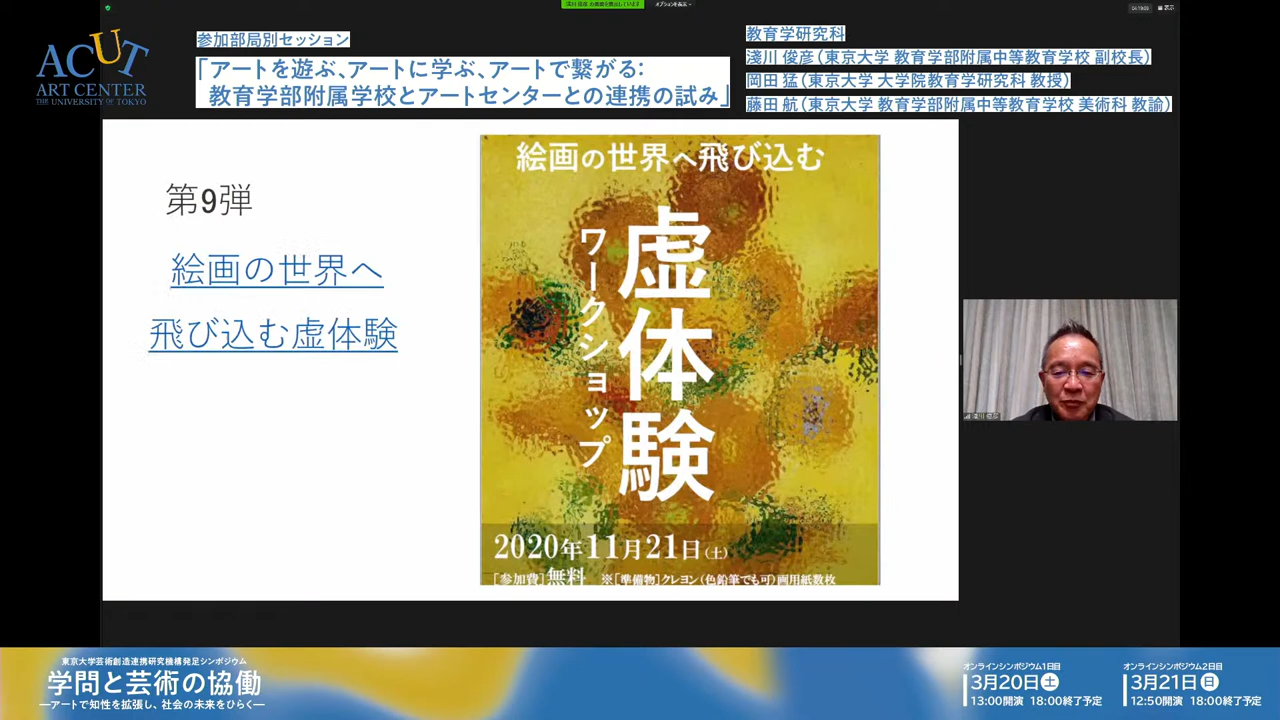 オプションを表示
表示
ACUT
ART CENTER
THE UNIVERSITY OF TOKYO
参加部局別セッション
「アートを遊ぶ、アートに学ぶ、アートで繋がる:
教育学部附属学校とアートセンターとの連携の試み」
教育学研究科
淺川 俊彦(東京大学 教育学部附属中等教育学校 副校長)
岡田 猛(東京大学 大学院教育学研究科 教授)
藤田 航(東京大学 教育学部附属中等教育学校 美術科 教諭)
第9弾
絵画の世界へ
飛び込む虚体験
絵画の世界へ飛び込む
虚体験
ワークショップ
2020年11月21日(土)
[参加費]無料 ※[準備物]クレヨン(色鉛筆でも可)画用紙数枚
東京大学芸術創造連携研究機構発足シンポジウム
学問と芸術の協働
―アートで知性を拡張し、社会の未来をひらく―
オンラインシンポジウム1日目
3月20日土
13:00開演 18:00終了予定
オンラインシンポジウム2日目
3月21日日
12:50開演 18:00終了予定